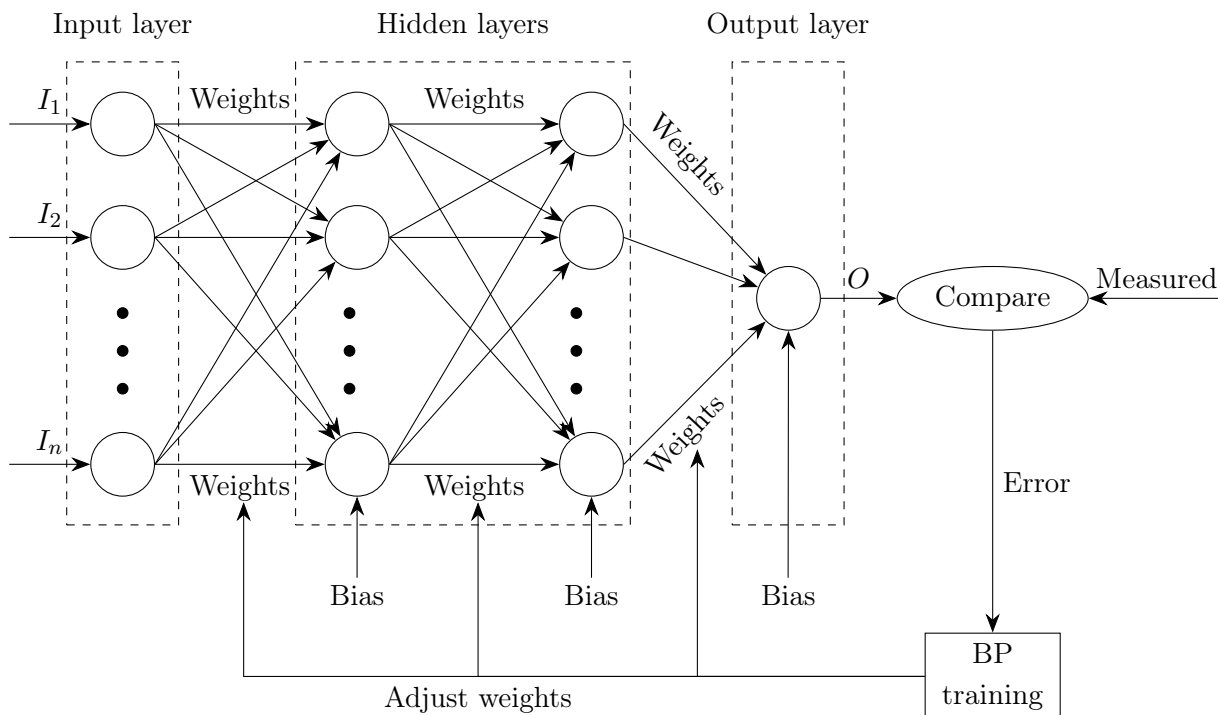 Input layer
Hidden layers
Output layer
I₁
Weights
Weights
Weights
I₂
O
Compare
Measured
Iₙ
Weights
Weights
Weights
Error
Bias
Bias
Bias
BP
training
Adjust weights